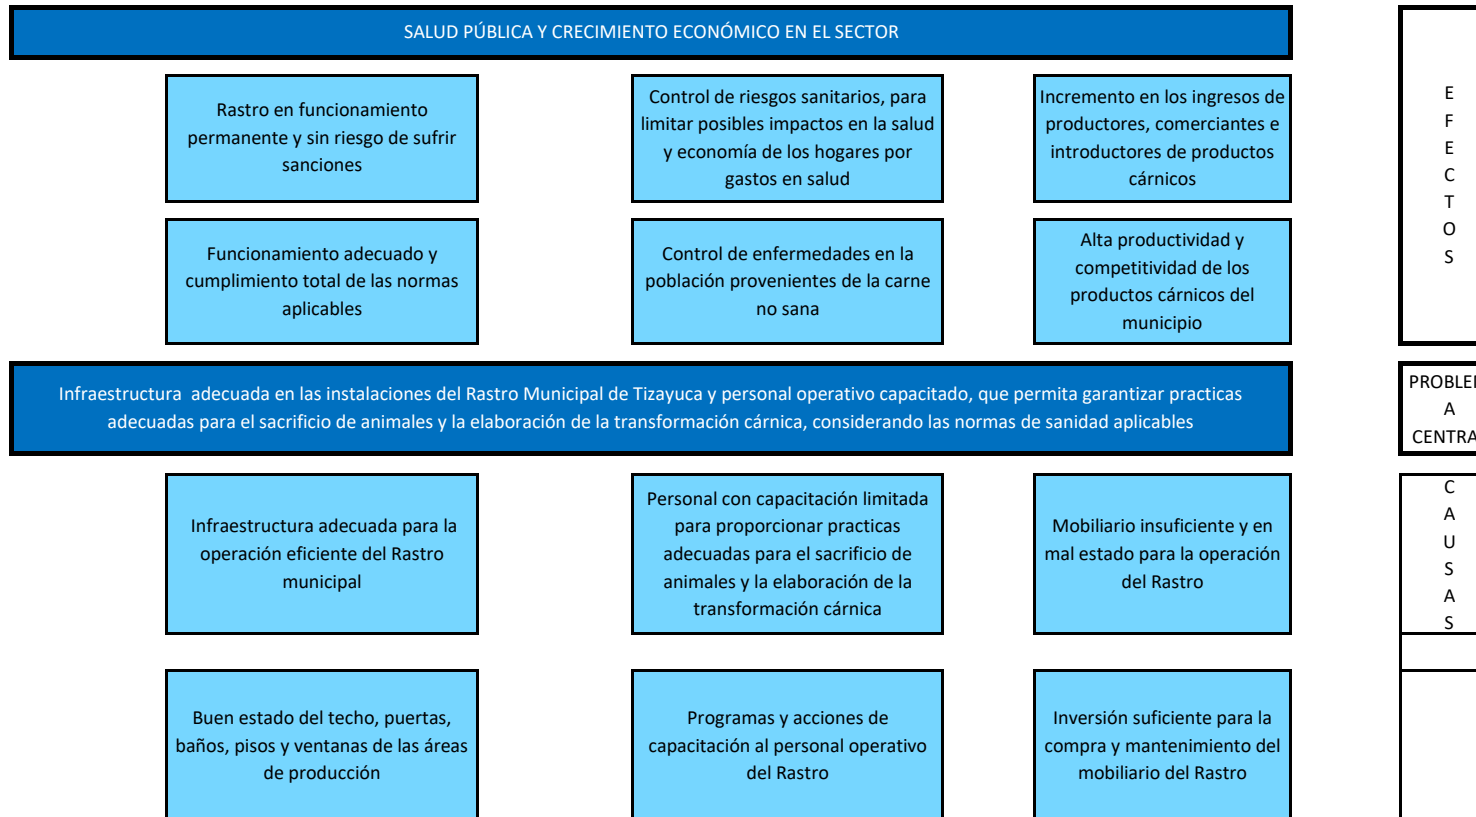 SALUD PÚBLICA Y CRECIMIENTO ECONÓMICO EN EL SECTOR
Rastro en funcionamiento
permanente y sin riesgo de sufrir
sanciones
Control de riesgos sanitarios, para
limitar posibles impactos en la salud
y economía de los hogares por
gastos en salud
Incremento en los ingresos de
productores, comerciantes e
introductores de productos
cárnicos
Funcionamiento adecuado y
cumplimiento total de las normas
aplicables
Control de enfermedades en la
población provenientes de la carne
no sana
Alta productividad y
competitividad de los
productos cárnicos del
municipio
E
F
E
C
T
O
S
Infraestructura  adecuada en las instalaciones del Rastro Municipal de Tizayuca y personal operativo capacitado, que permita garantizar practicas
adecuadas para el sacrificio de animales y la elaboración de la transformación cárnica, considerando las normas de sanidad aplicables
PROBLEM
A
CENTRA
Infraestructura adecuada para la
operación eficiente del Rastro
municipal
Personal con capacitación limitada
para proporcionar practicas
adecuadas para el sacrificio de
animales y la elaboración de la
transformación cárnica
Mobiliario insuficiente y en
mal estado para la operación
del Rastro
C
A
U
S
A
S
Buen estado del techo, puertas,
baños, pisos y ventanas de las áreas
de producción
Programas y acciones de
capacitación al personal operativo
del Rastro
Inversión suficiente para la
compra y mantenimiento del
mobiliario del Rastro